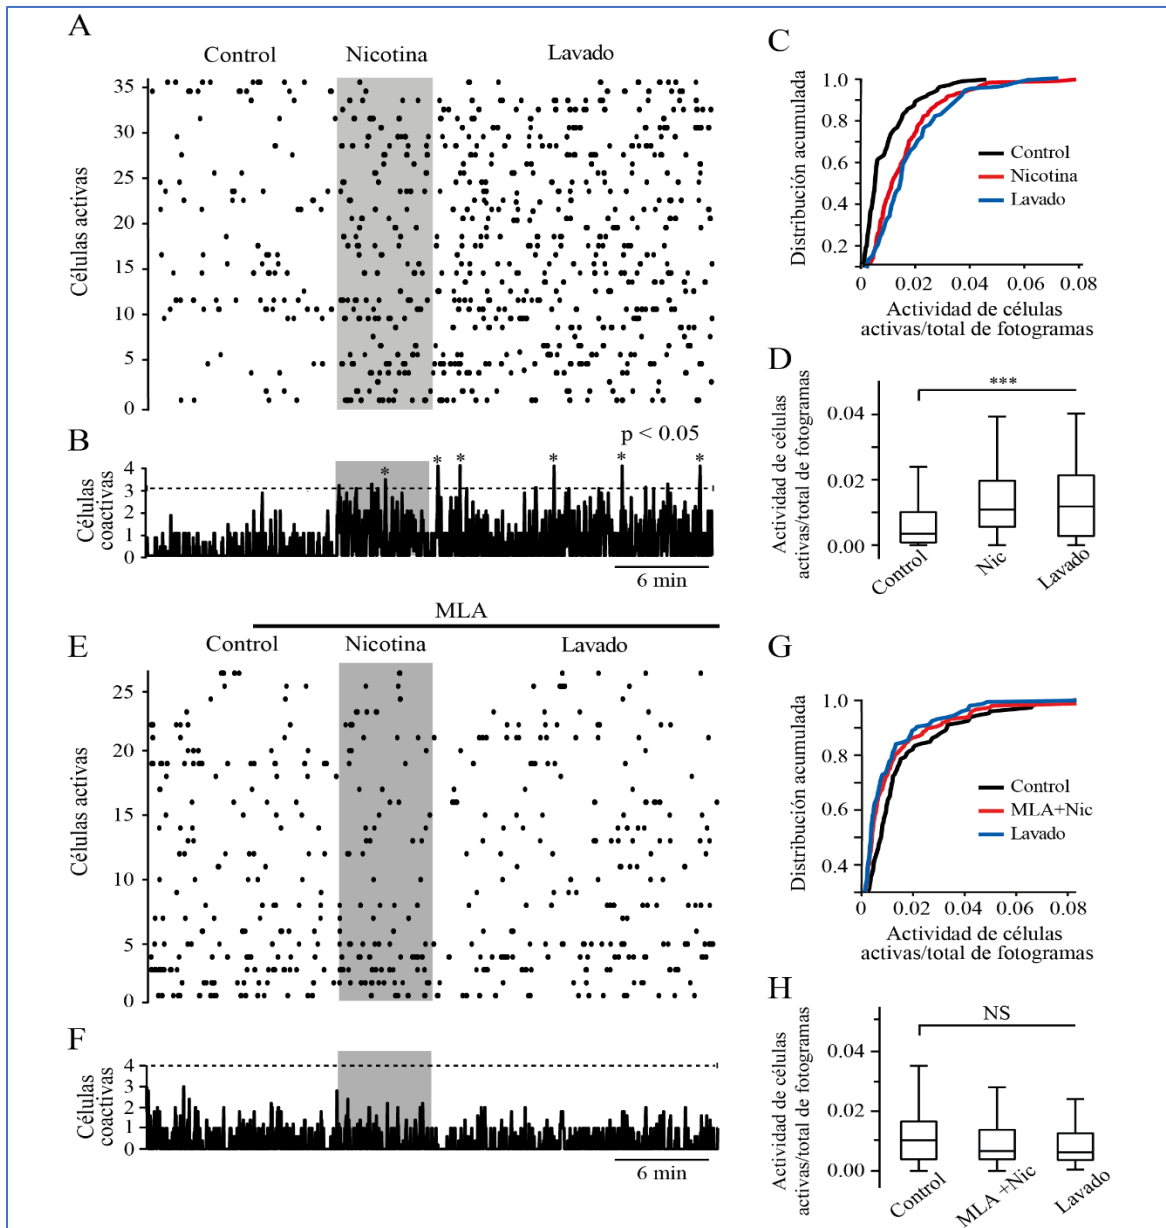 A
Control
Nicotina
Lavado
Células activas
35
30
25
20
15
10
5
0
B
p < 0.05
Células
coactivas
4
3
2
1
0
*
*
*
*
*
*
6 min
C
Distribución acumulada
1.0
0.8
0.6
0.4
0.2
Control
Nicotina
Lavado
0
0.02
0.04
0.06
0.08
Actividad de células
activas/total de fotogramas
D
Actividad de células
activas/total de fotogramas
0.04
0.02
0.00
***
Control
Nic
Lavado
MLA
E
Control
Nicotina
Lavado
Células activas
25
20
15
10
5
0
F
Células
coactivas
4
3
2
1
0
6 min
G
Distribución acumulada
1.0
0.8
0.6
0.4
Control
MLA+Nic
Lavado
0
0.02
0.04
0.06
0.08
Actividad de células
activas/total de fotogramas
H
Actividad de células
activas/total de fotogramas
0.04
0.02
0.00
NS
Control
MLA +Nic
Lavado